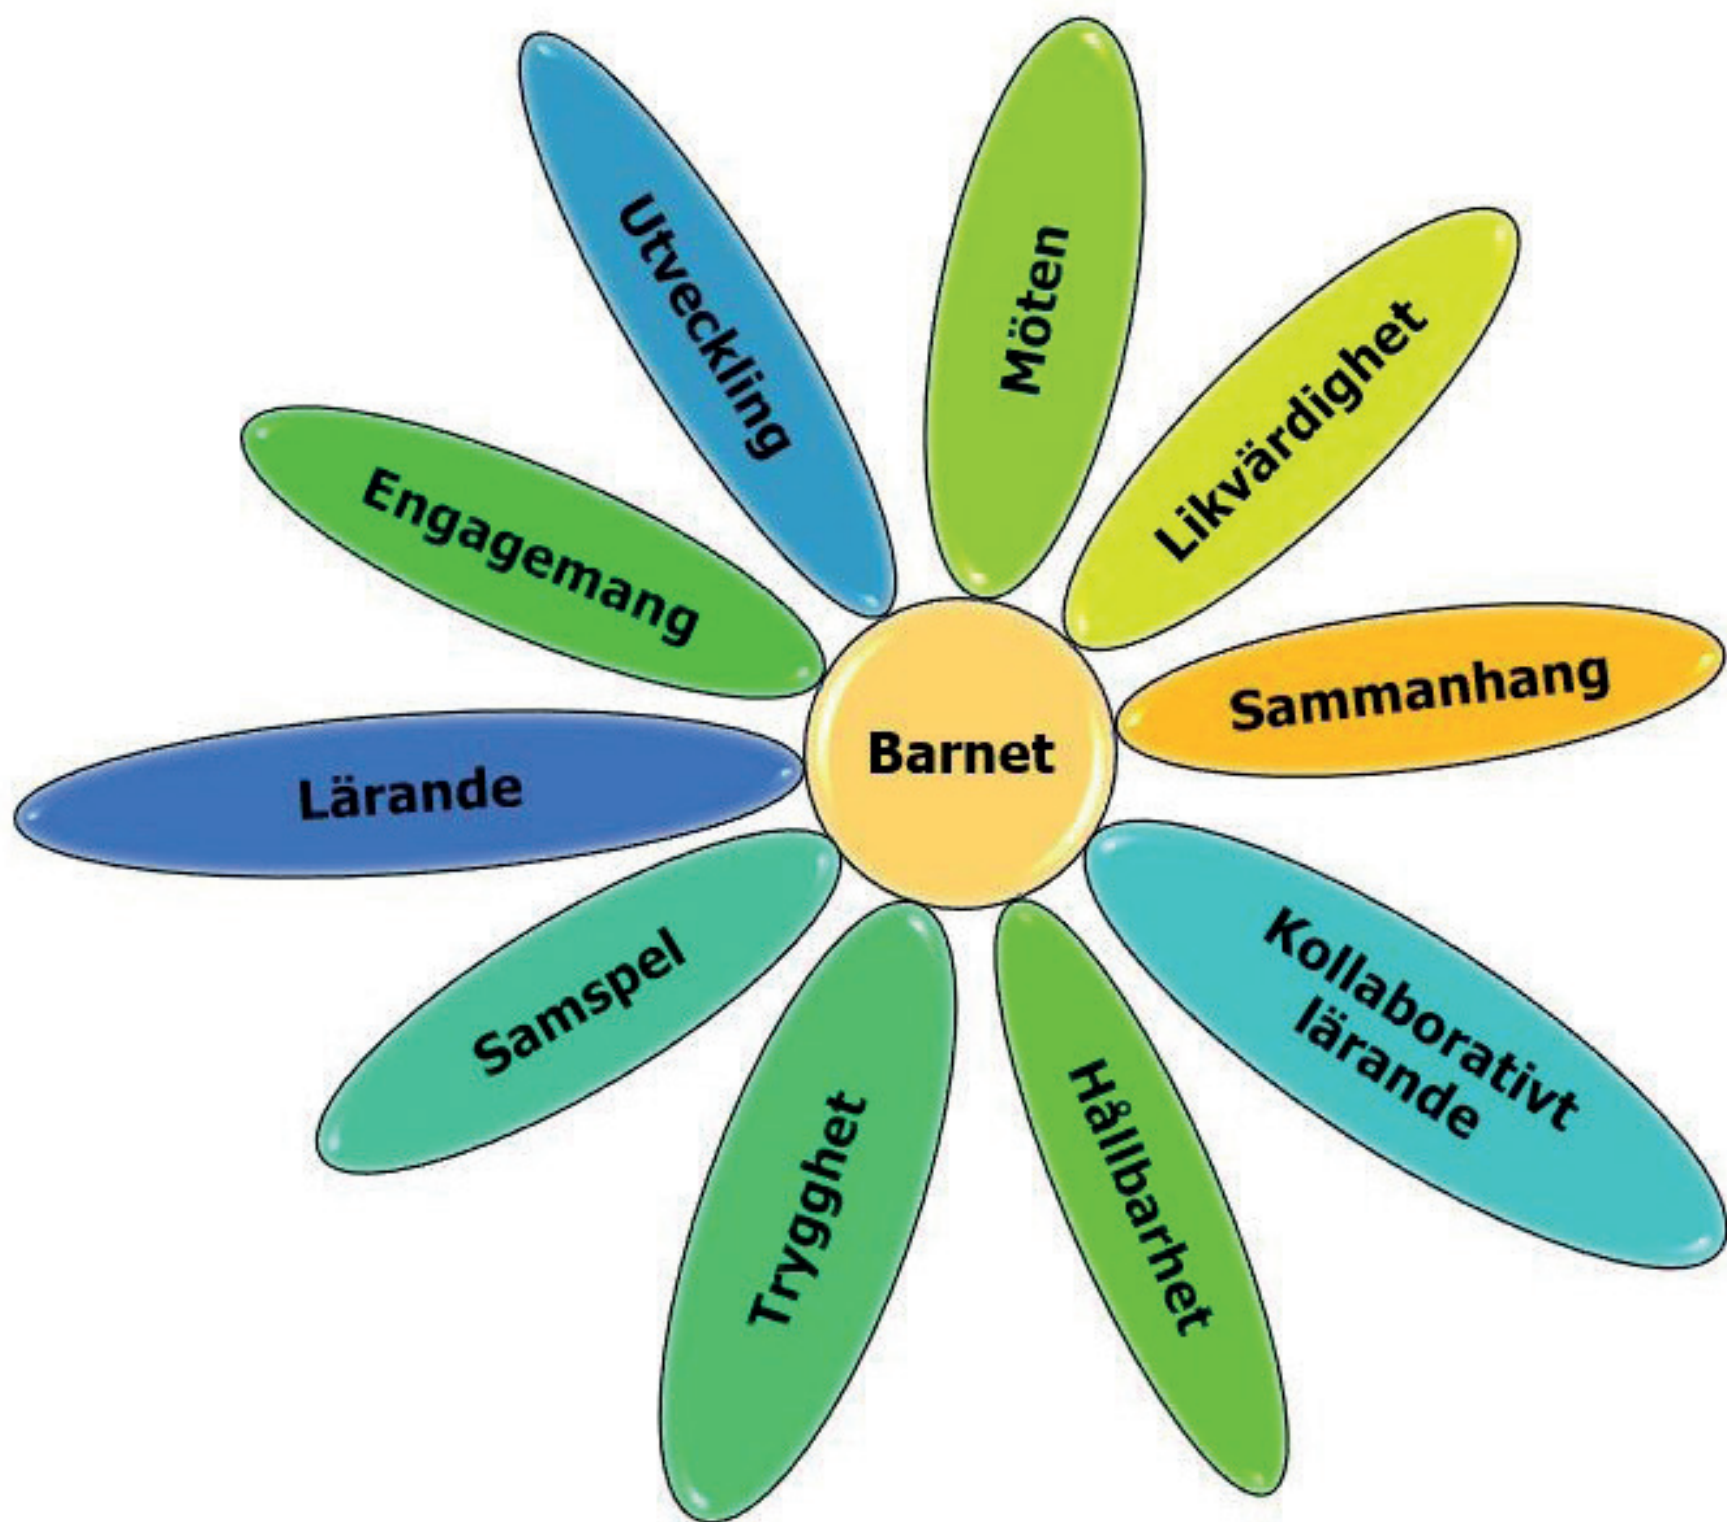 Utveckling
Möten
Likvärdighet
Engagemang
Sammanhang
Barnet
Lärande
Samspel
Kollaborativt
lärande
Trygghet
Hållbarhet